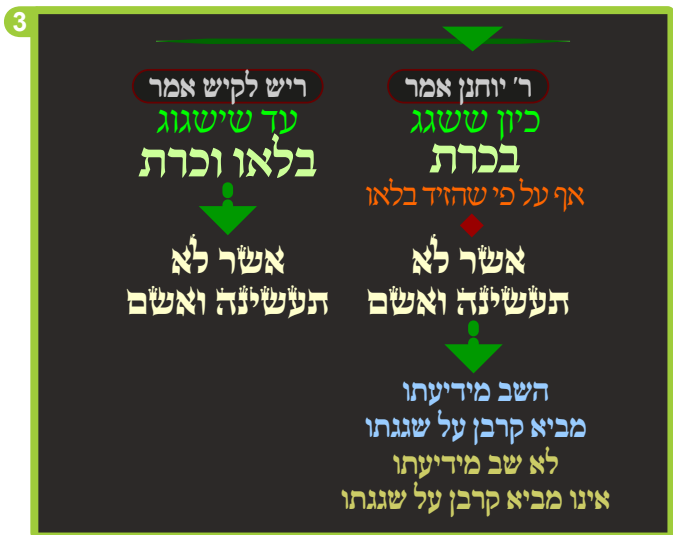 3
ר׳ יוחנן אמר
כיון ששגג
בכרת
אף על פי שהזיד בלאו
אשר לא
תעשינה ואשם
השב מידיעתו
מביא קרבן על שגגתו
לא שב מידיעתו
אינו מביא קרבן על שגגתו
ריש לקיש אמר
עד שישגוג
בלאו וכרת
אשר לא
תעשינה ואשם